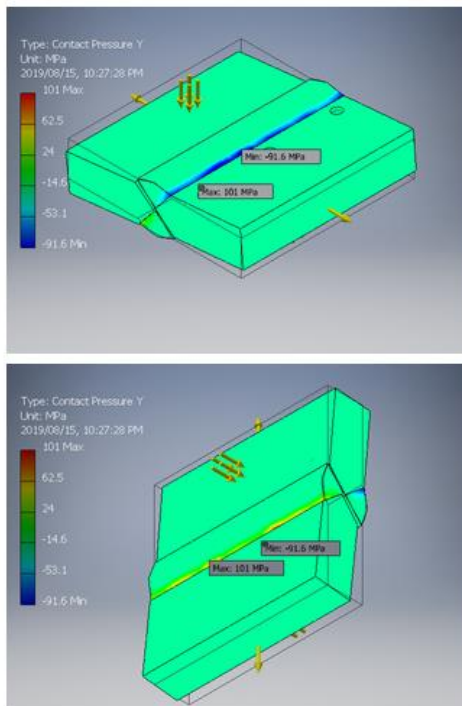 Type: Contact Pressure Y
Unit: MPa
2019/08/15, 10:27:28 PM
101 Max
62.5
24
-14.6
-53.1
-91.6 Min
Min: -91.6 MPa
Max: 101 MPa
Type: Contact Pressure Y
Unit: MPa
2019/08/15, 10:27:28 PM
101 Max
62.5
24
-14.6
-53.1
-91.6 Min
Min: -91.6 MPa
Max: 101 MPa